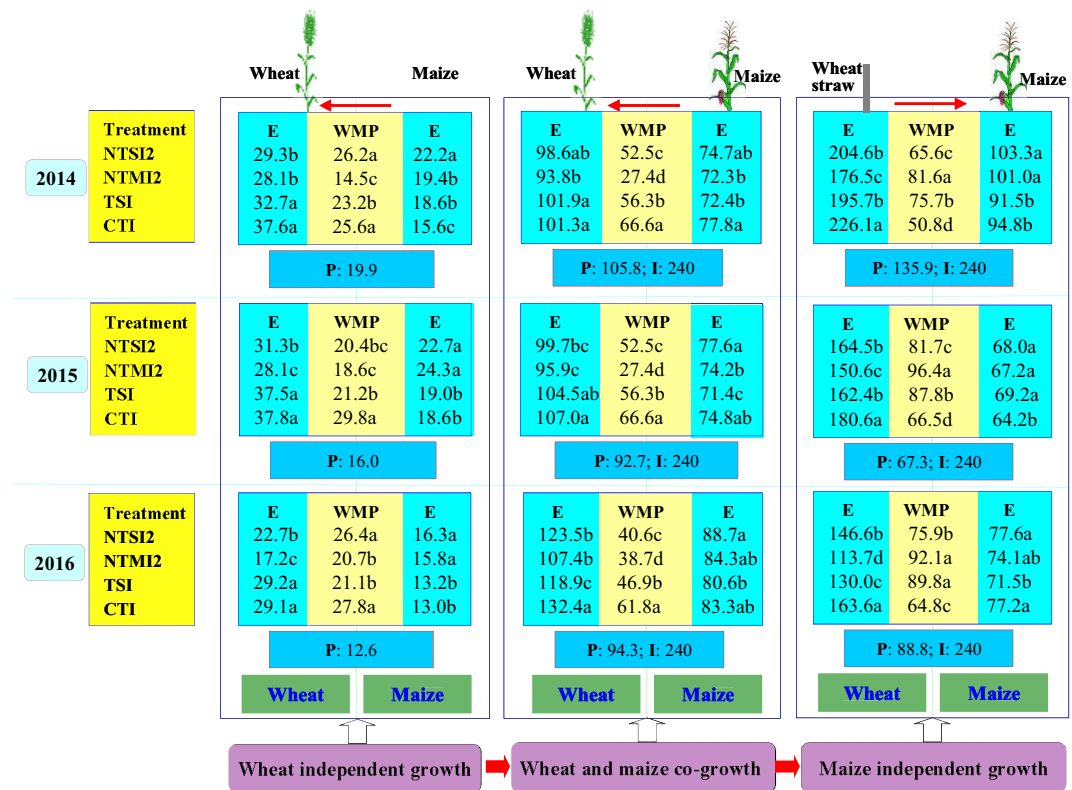 Wheat Maize
Wheat Maize
Wheat straw Maize
2014
Treatment
NTSI2
NTMI2
TSI
CTI
E WMP E
29.3b 26.2a 22.2a
28.1b 14.5c 19.4b
32.7a 23.2b 18.6b
37.6a 25.6a 15.6c
P: 19.9
E WMP E
98.6ab 52.5c 74.7ab
93.8b 27.4d 72.3b
101.9a 56.3b 72.4b
101.3a 66.6a 77.8a
P: 105.8; I: 240
E WMP E
204.6b 65.6c 103.3a
176.5c 81.6a 101.0a
195.7b 75.7b 91.5b
226.1a 50.8d 94.8b
P: 135.9; I: 240
2015
Treatment
NTSI2
NTMI2
TSI
CTI
E WMP E
31.3b 20.4bc 22.7a
28.1c 18.6c 24.3a
37.5a 21.2b 19.0b
37.8a 29.8a 18.6b
P: 16.0
E WMP E
99.7bc 52.5c 77.6a
95.9c 27.4d 74.2b
104.5ab 56.3b 71.4c
107.0a 66.6a 74.8ab
P: 92.7; I: 240
E WMP E
164.5b 81.7c 68.0a
150.6c 96.4a 67.2a
162.4b 87.8b 69.2a
180.6a 66.5d 64.2b
P: 67.3; I: 240
2016
Treatment
NTSI2
NTMI2
TSI
CTI
E WMP E
22.7b 26.4a 16.3a
17.2c 20.7b 15.8a
29.2a 21.1b 13.2b
29.1a 27.8a 13.0b
P: 12.6
E WMP E
123.5b 40.6c 88.7a
107.4b 38.7d 84.3ab
118.9c 46.9b 80.6b
132.4a 61.8a 83.3ab
P: 94.3; I: 240
E WMP E
146.6b 75.9b 77.6a
113.7d 92.1a 74.1ab
130.0c 89.8a 71.5b
163.6a 64.8c 77.2a
P: 88.8; I: 240
Wheat Maize
Wheat Maize
Wheat Maize
Wheat independent growth
Wheat and maize co-growth
Maize independent growth